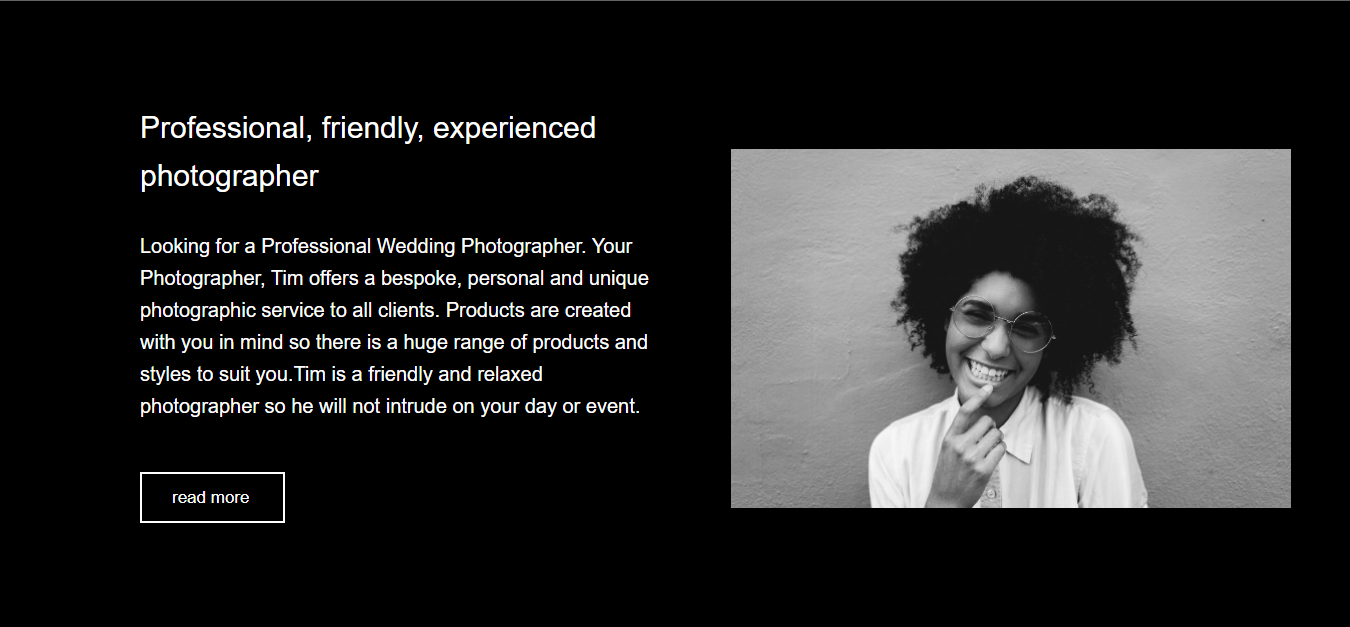 Professional, friendly, experienced
photographer
Looking for a Professional Wedding Photographer. Your
Photographer, Tim offers a bespoke, personal and unique
photographic service to all clients. Products are created
with you in mind so there is a huge range of products and
styles to suit you.Tim is a friendly and relaxed
photographer so he will not intrude on your day or event.
read more